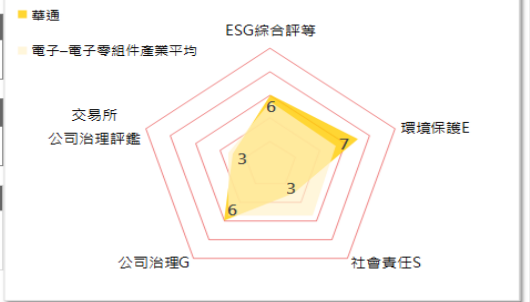 華通
電子–電子零組件產業平均
ESG綜合評等
6
環境保護E
7
交易所
公司治理評鑑
3
3
6
公司治理G
社會責任S